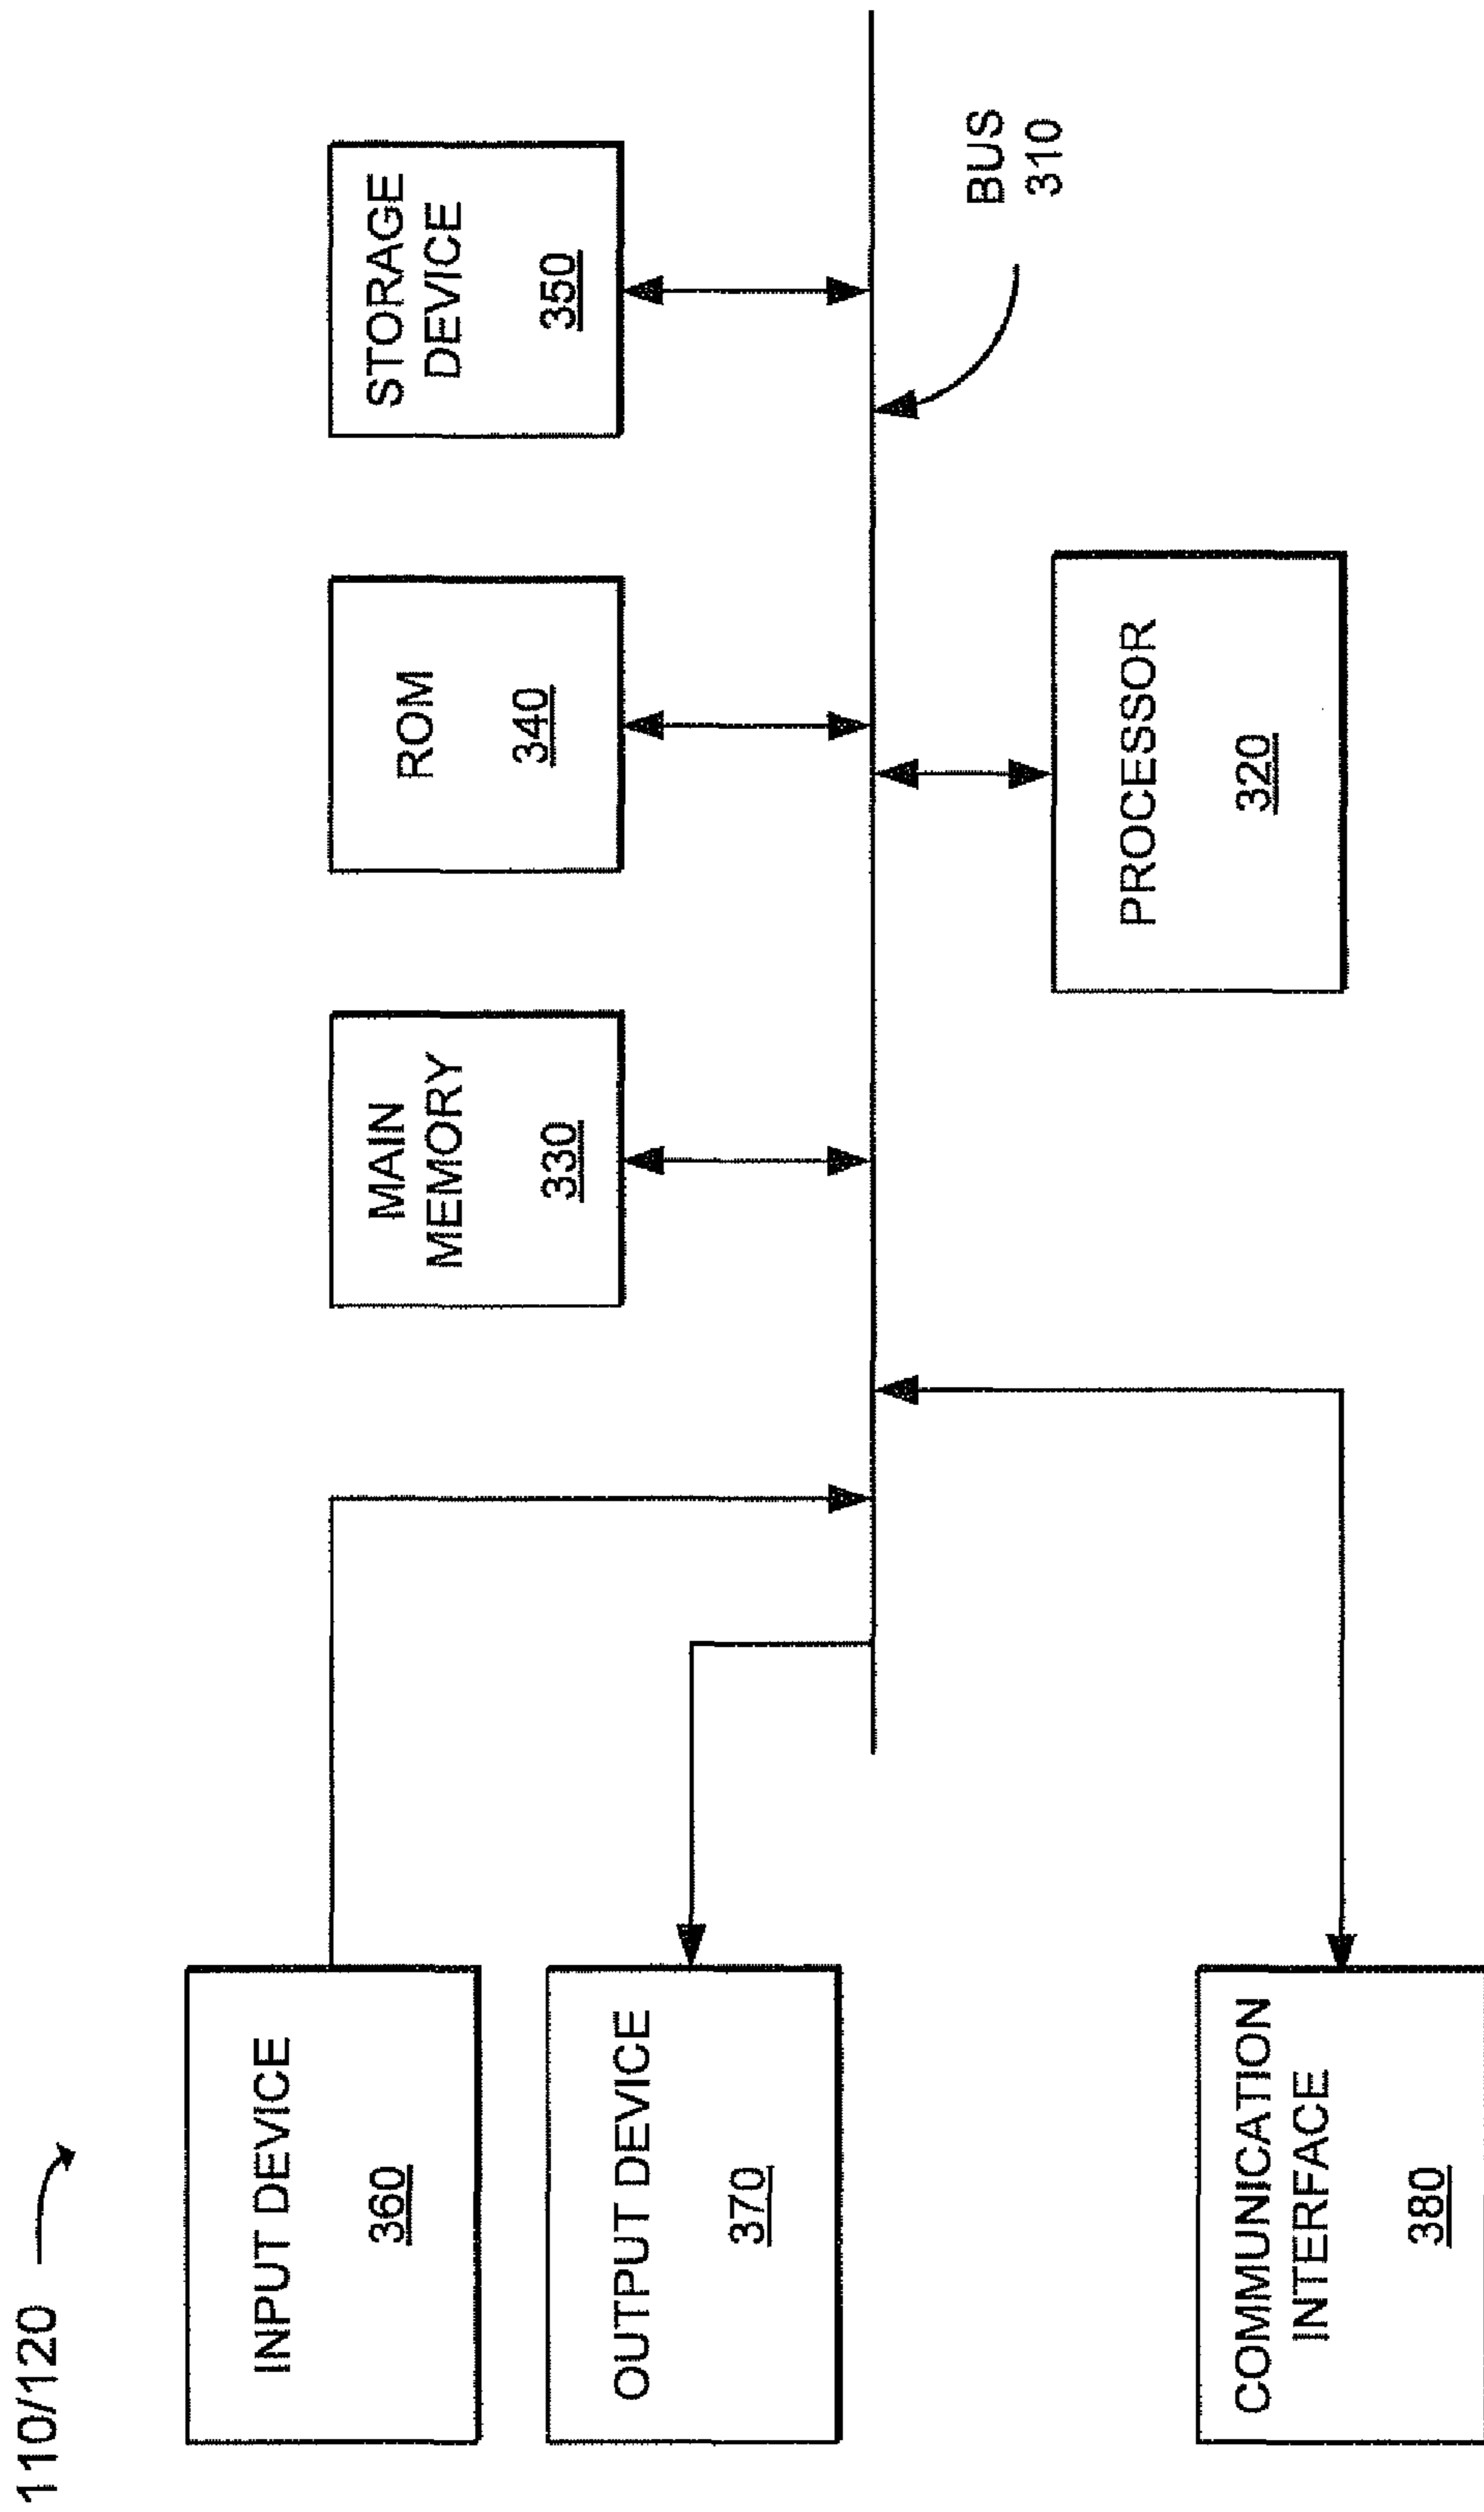 110/120
INPUT DEVICE
360
OUTPUT DEVICE
370
COMMUNICATION
INTERFACE
380
MAIN
MEMORY
330
ROM
340
STORAGE
DEVICE
350
PROCESSOR
320
BUS
310